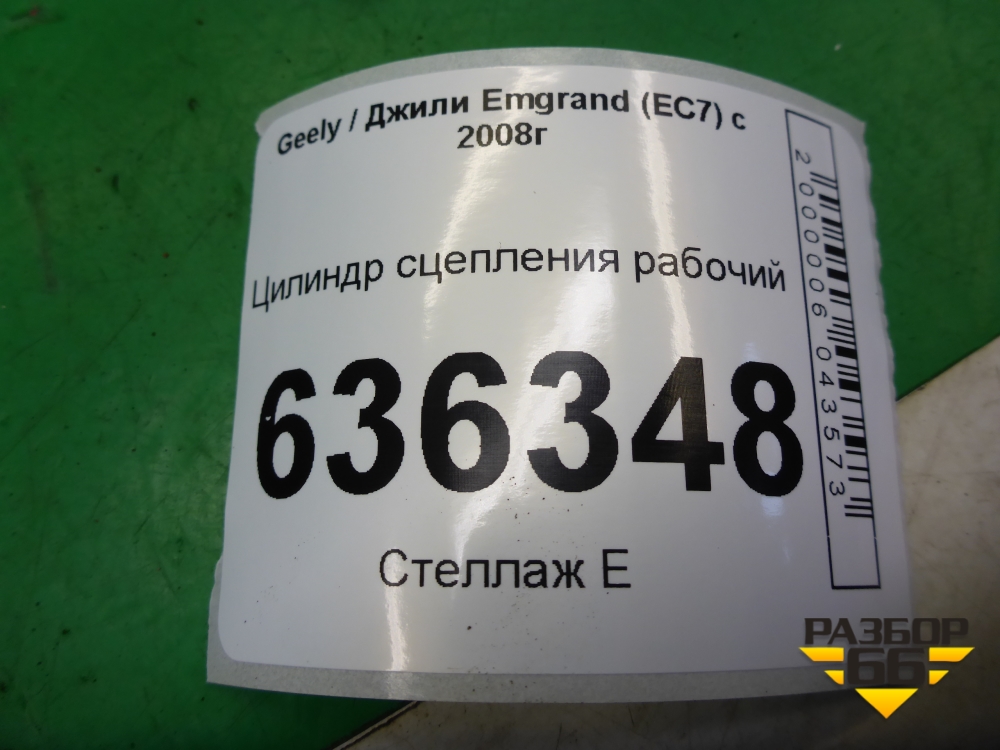 Geely / Джили Emgrand (EC7) с
2008г
Цилиндр сцепления рабочий
636348
Стеллаж Е
2000006043573
РАЗБОР
66